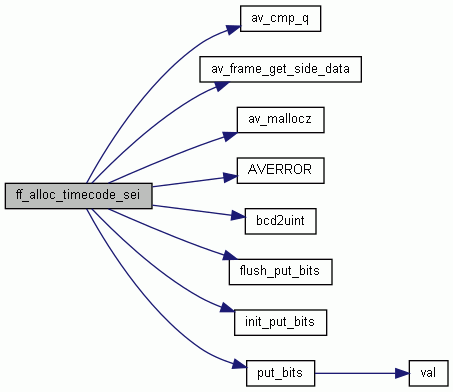 av_cmp_q
av_frame_get_side_data
av_mallocz
AVERROR
ff_alloc_timecode_sei
bcd2uint
flush_put_bits
init_put_bits
put_bits
val